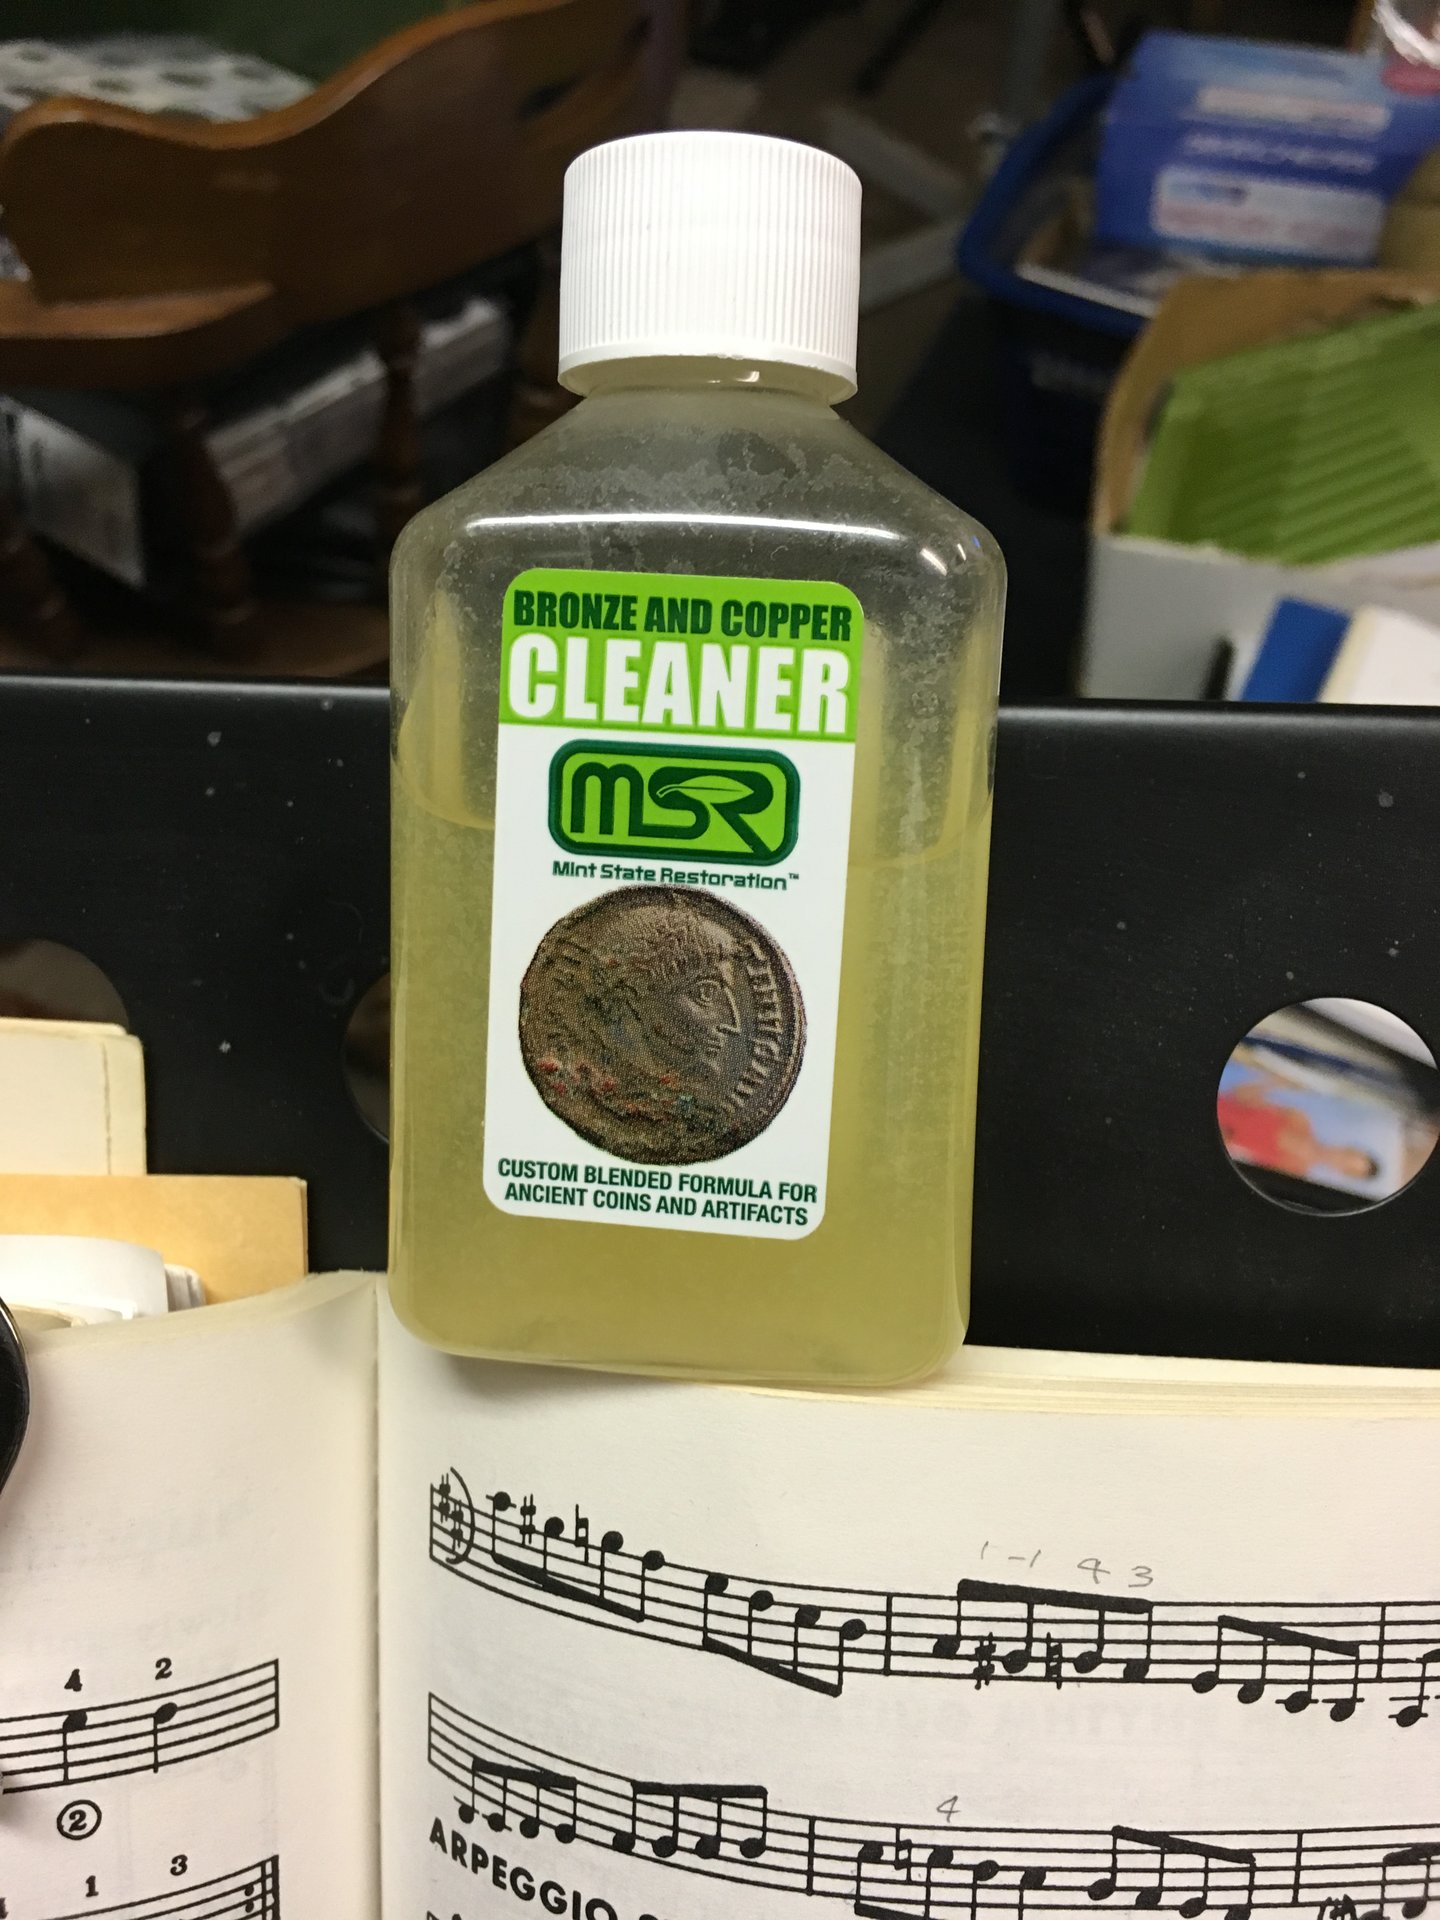 BRONZE AND COPPER
CLEANER
MSR
Mint State Restoration™
CUSTOM BLENDED FORMULA FOR
ANCIENT COINS AND ARTIFACTS
1-1 4 3
4 2
2
4
1 3
ARPEGGIO